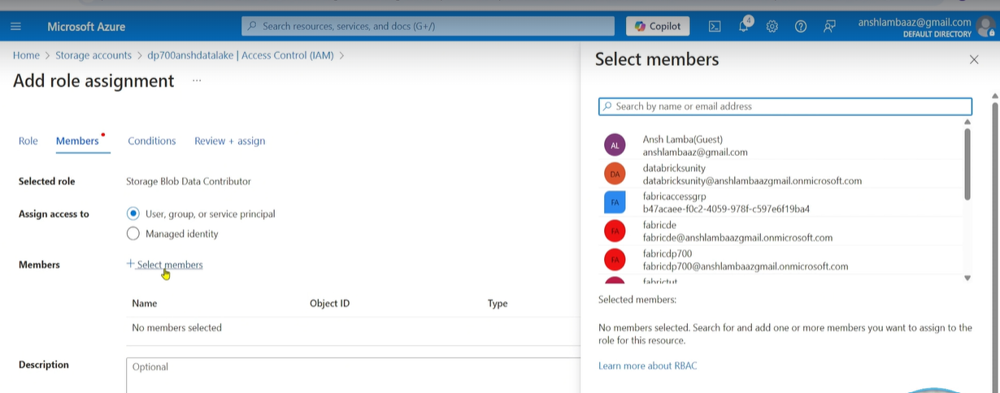 Microsoft Azure
Search resources, services, and docs (G+/)
Copilot
4
anshlambaaz@gmail.com
DEFAULT DIRECTORY
Home > Storage accounts > dp700anshdatalake | Access Control (IAM) >
Add role assignment ...
Role Members Conditions Review + assign
Selected role Storage Blob Data Contributor
Assign access to User, group, or service principal
Managed identity
Members + Select members
Name Object ID Type
No members selected
Description Optional
Select members
Search by name or email address
AL Ansh Lamba(Guest)
anshlambaaz@gmail.com
DA databricksunity
databricksunity@anshlambaazgmail.onmicrosoft.com
FA fabricaccessgrp
b47acaee-f0c2-4059-978f-c597e6f19ba4
FA fabricde
fabricde@anshlambaazgmail.onmicrosoft.com
FA fabricdp700
fabricdp700@anshlambaazgmail.onmicrosoft.com
fabrictut
Selected members:
No members selected. Search for and add one or more members you want to assign to the
role for this resource.
Learn more about RBAC